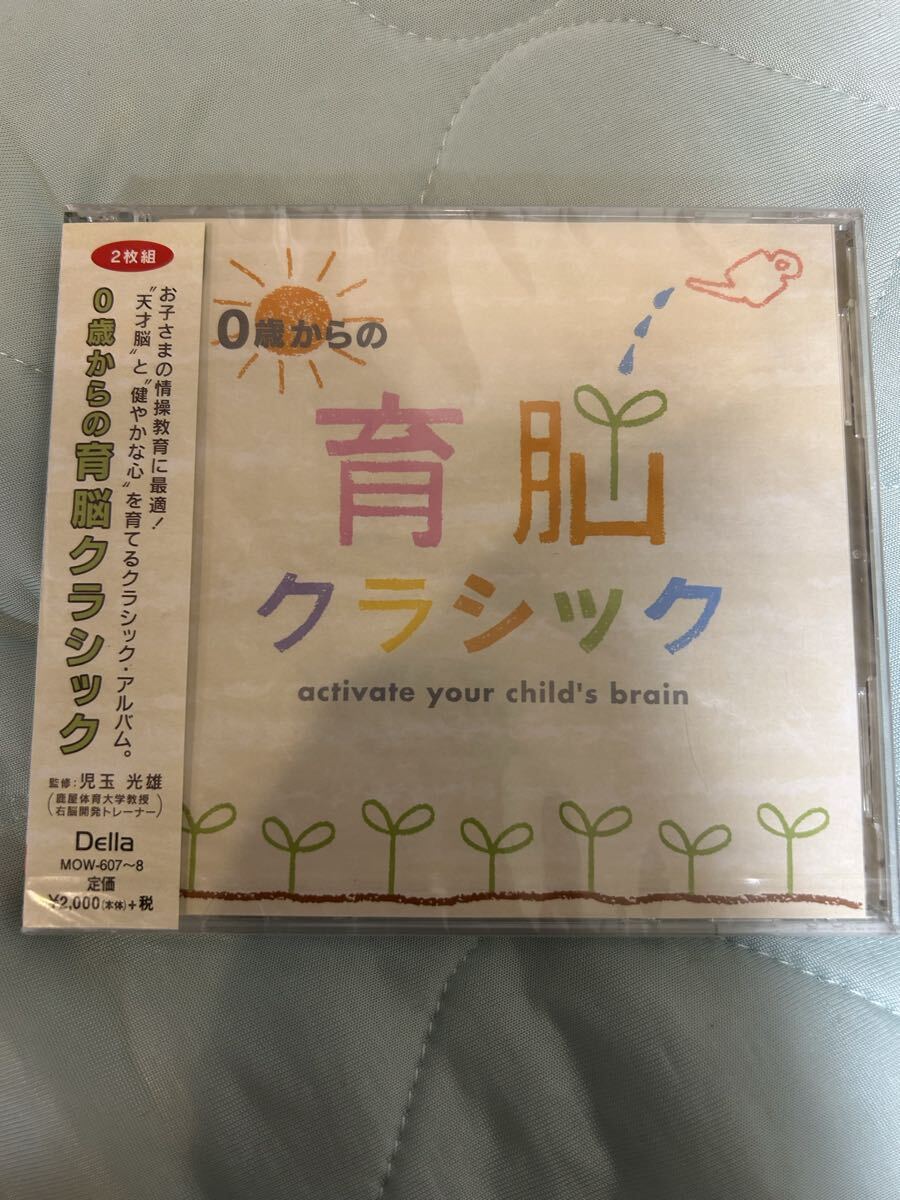 2枚組
お子さまの情操教育に最適！
“天才脳”と“健やかな心”を育てるクラシック・アルバム。
0歳からの育脳クラシック
監修：児玉 光雄
(鹿屋体育大学教授
右脳開発トレーナー)
Della
MOW-607～8
定価
¥2,000(本体)+税
0歳からの
育脳
クラシック
activate your child's brain